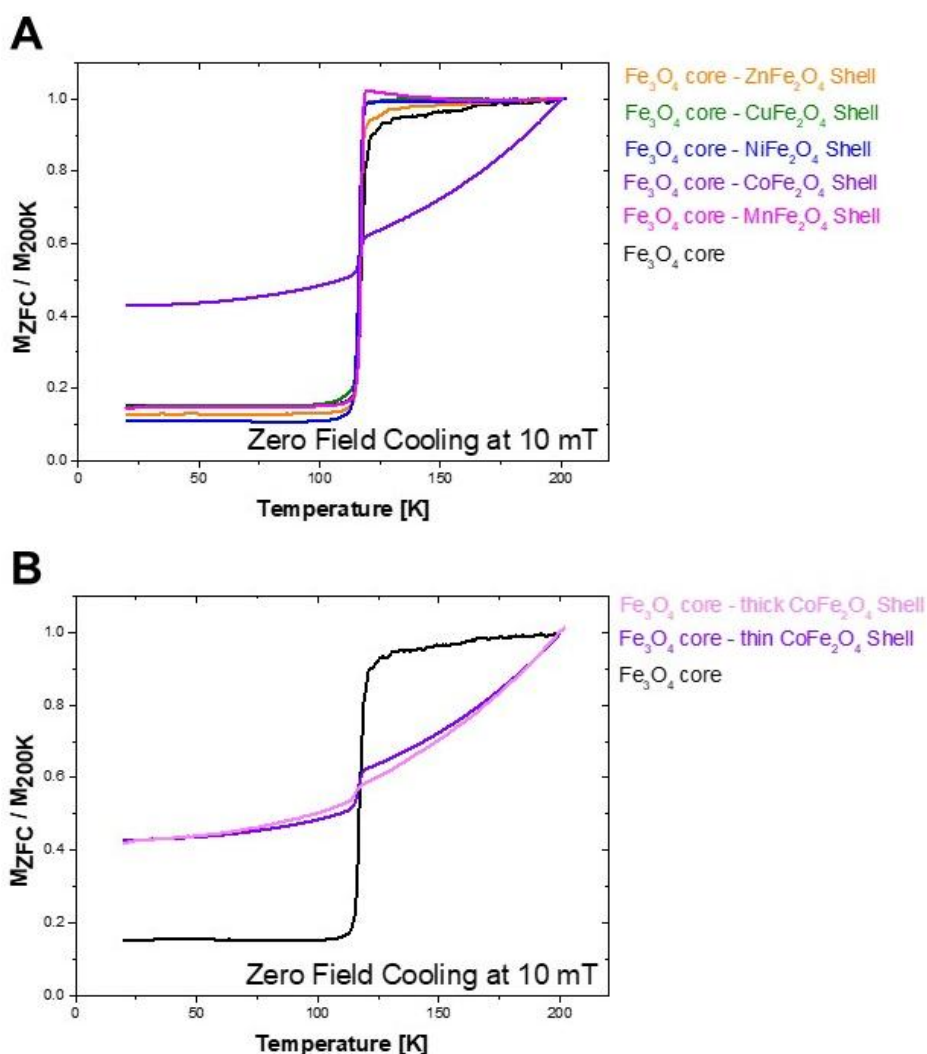 A
Fe₃O₄ core - ZnFe₂O₄ Shell
Fe₃O₄ core - CuFe₂O₄ Shell
Fe₃O₄ core - NiFe₂O₄ Shell
Fe₃O₄ core - CoFe₂O₄ Shell
Fe₃O₄ core - MnFe₂O₄ Shell
Fe₃O₄ core
1.0
0.8
0.6
0.4
0.2
0.0
MZFC / M200K
Zero Field Cooling at 10 mT
0 50 100 150 200
Temperature [K]
B
Fe₃O₄ core - thick CoFe₂O₄ Shell
Fe₃O₄ core - thin CoFe₂O₄ Shell
Fe₃O₄ core
1.0
0.8
0.6
0.4
0.2
0.0
MZFC / M200K
Zero Field Cooling at 10 mT
0 50 100 150 200
Temperature [K]